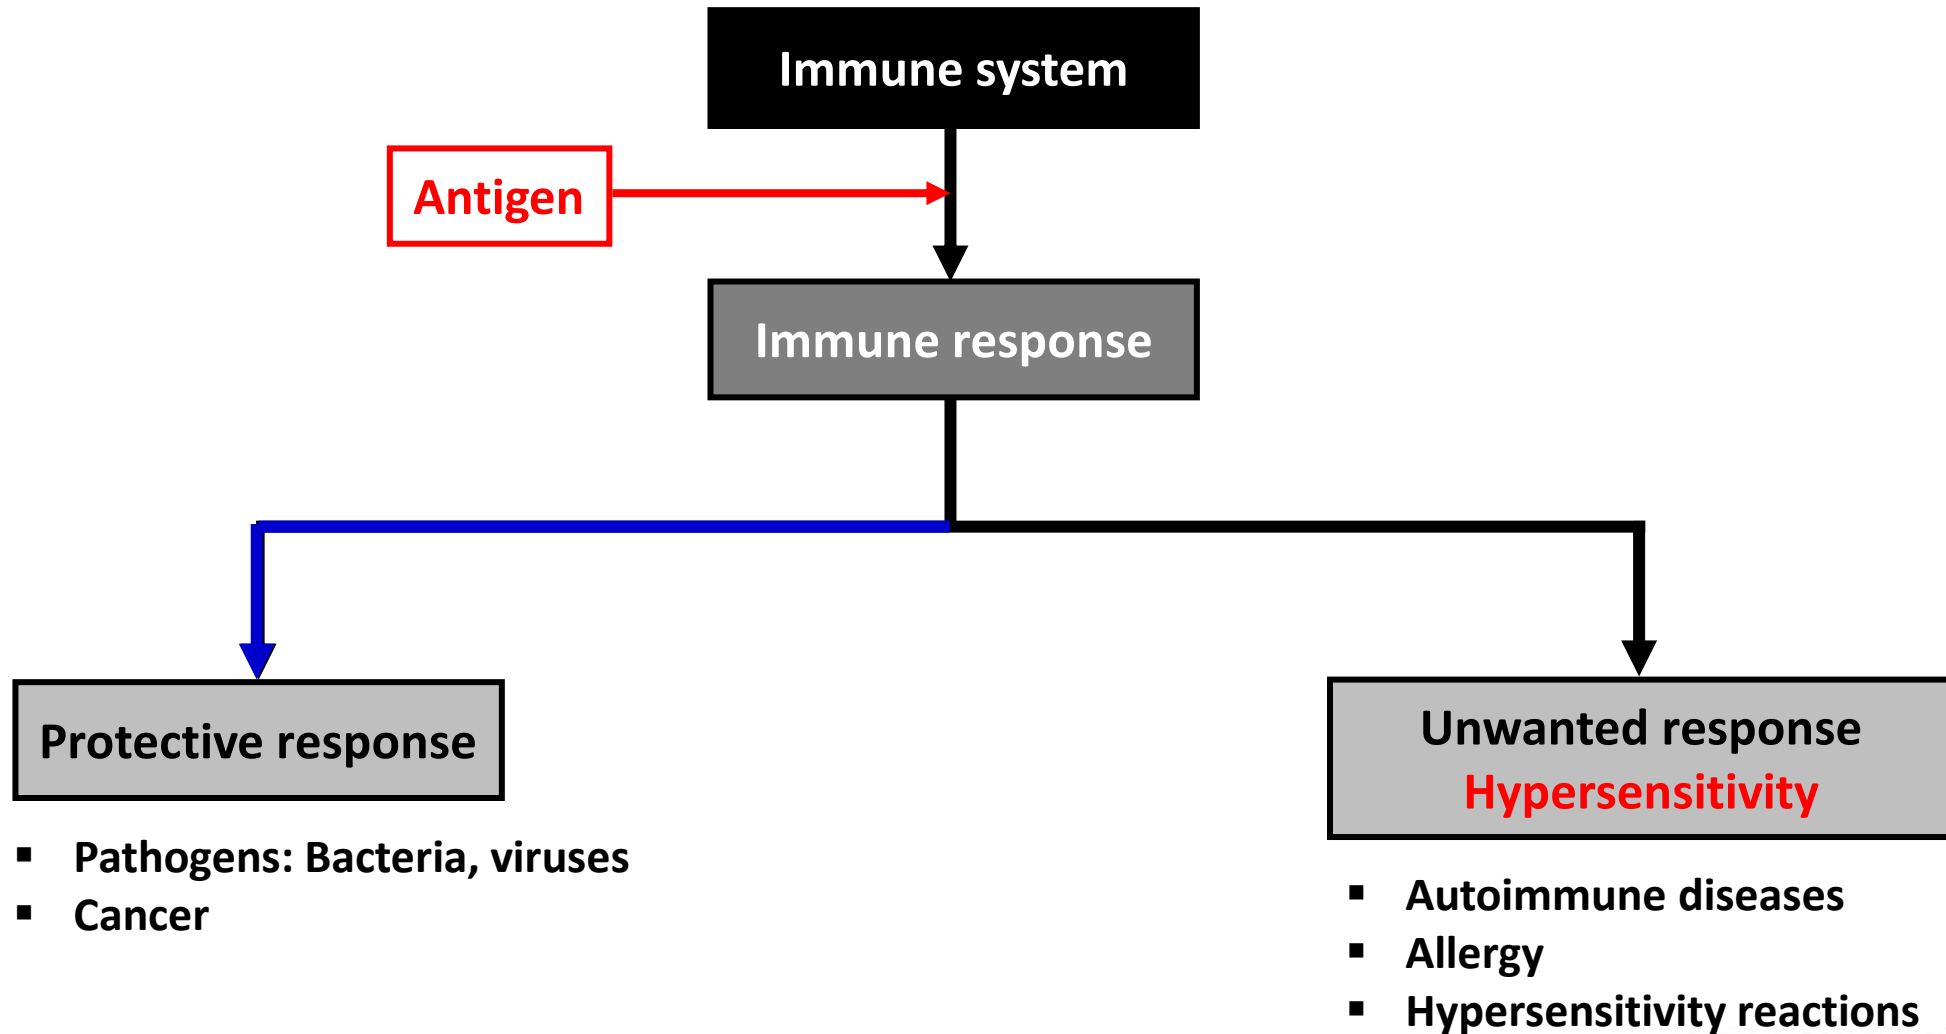 Immune system
Antigen
Immune response
Protective response
▪ Pathogens: Bacteria, viruses
▪ Cancer
Unwanted response
Hypersensitivity
▪ Autoimmune diseases
▪ Allergy
▪ Hypersensitivity reactions